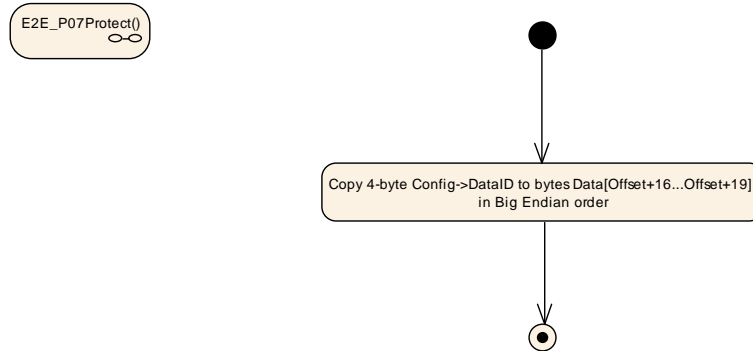 E2E_P07Protect()
Copy 4-byte Config->DataID to bytes Data[Offset+16...Offset+19]
in Big Endian order